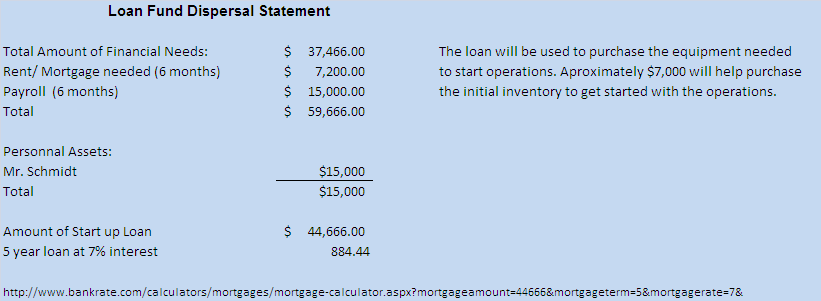 Loan Fund Dispersal Statement
Total Amount of Financial Needs: $ 37,466.00 The loan will be used to purchase the equipment needed
Rent/ Mortgage needed (6 months) $ 7,200.00 to start operations. Aproximately $7,000 will help purchase
Payroll (6 months) $ 15,000.00 the initial inventory to get started with the operations.
Total $ 59,666.00
Personnal Assets:
Mr. Schmidt $15,000
Total $15,000
Amount of Start up Loan $ 44,666.00
5 year loan at 7% interest 884.44
http://www.bankrate.com/calculators/mortgages/mortgage-calculator.aspx?mortgageamount=44666&mortgageterm=5&mortgagerate=7&